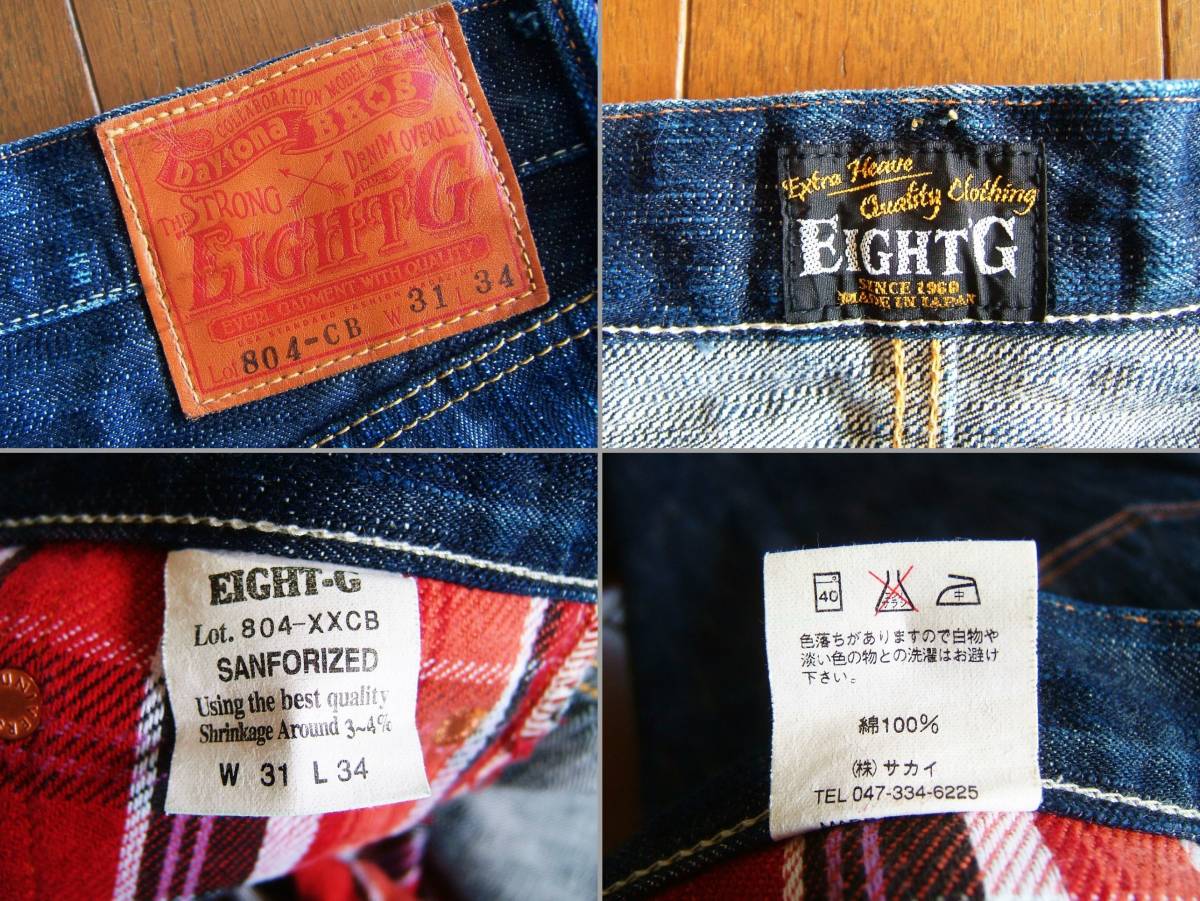 COLLABORATION MODEL
Daytona BROS
DENIM OVERALLS
THE STRONG
EIGHT'G
GARMENT WITH QUALITY
W 31 L 34
Lot 804-CB
Extra Heave
Quality Clothing
EIGHT'G
SINCE 1960
MADE IN JAPAN
EIGHT-G
Lot. 804-XXCB
SANFORIZED
Using the best quality
Shrinkage Around 3~4%
W 31 L 34
40
中
色落ちがありますので白物や
淡い色の物との洗濯はお避け
下さい。
綿100%
(株)サカイ
TEL 047-334-6225